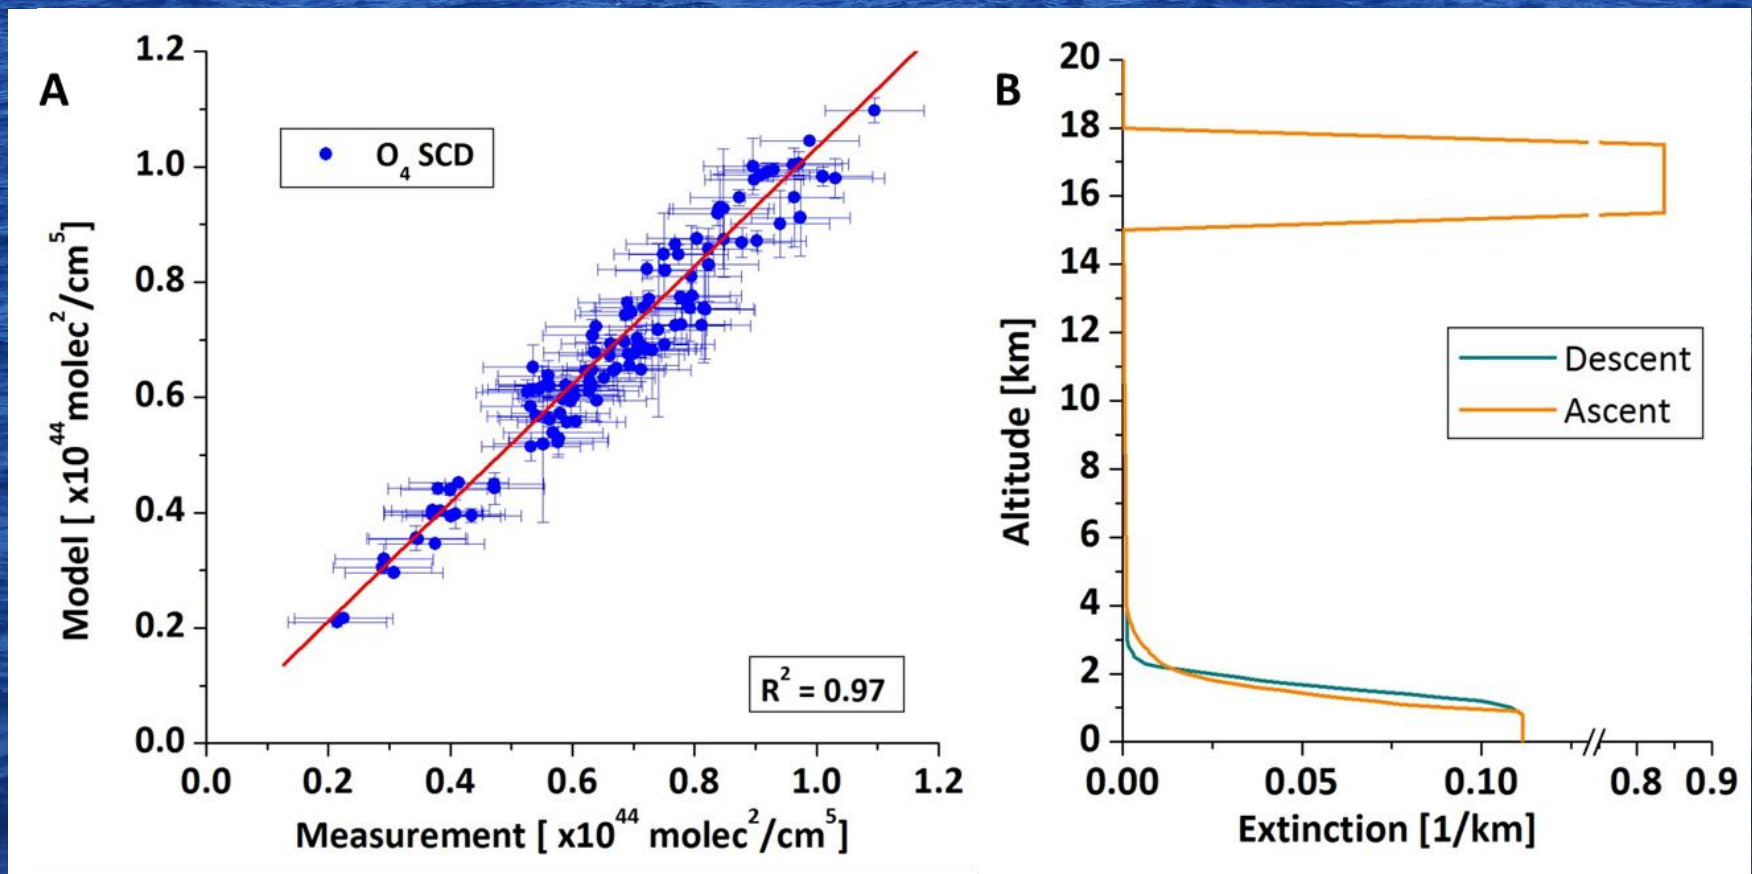 A
1.2
1.0
0.8
0.6
0.4
0.2
0.0
Model [ x10^44 molec^2/cm^5]
O_4 SCD
R^2 = 0.97
0.0 0.2 0.4 0.6 0.8 1.0 1.2
Measurement [ x10^44 molec^2/cm^5]
B
20
18
16
14
12
10
8
6
4
2
0
Altitude [km]
Descent
Ascent
0.00 0.05 0.10 0.8 0.9
Extinction [1/km]